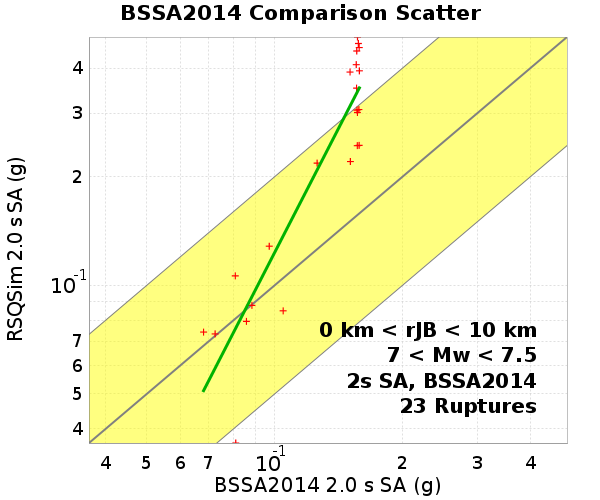 BSSA2014 Comparison Scatter
RSQSim 2.0 s SA (g)
4
3
2
10-1
7
6
5
4
0 km < rJB < 10 km
7 < Mw < 7.5
2s SA, BSSA2014
23 Ruptures
4 5 6 7 10-1 2 3 4
BSSA2014 2.0 s SA (g)